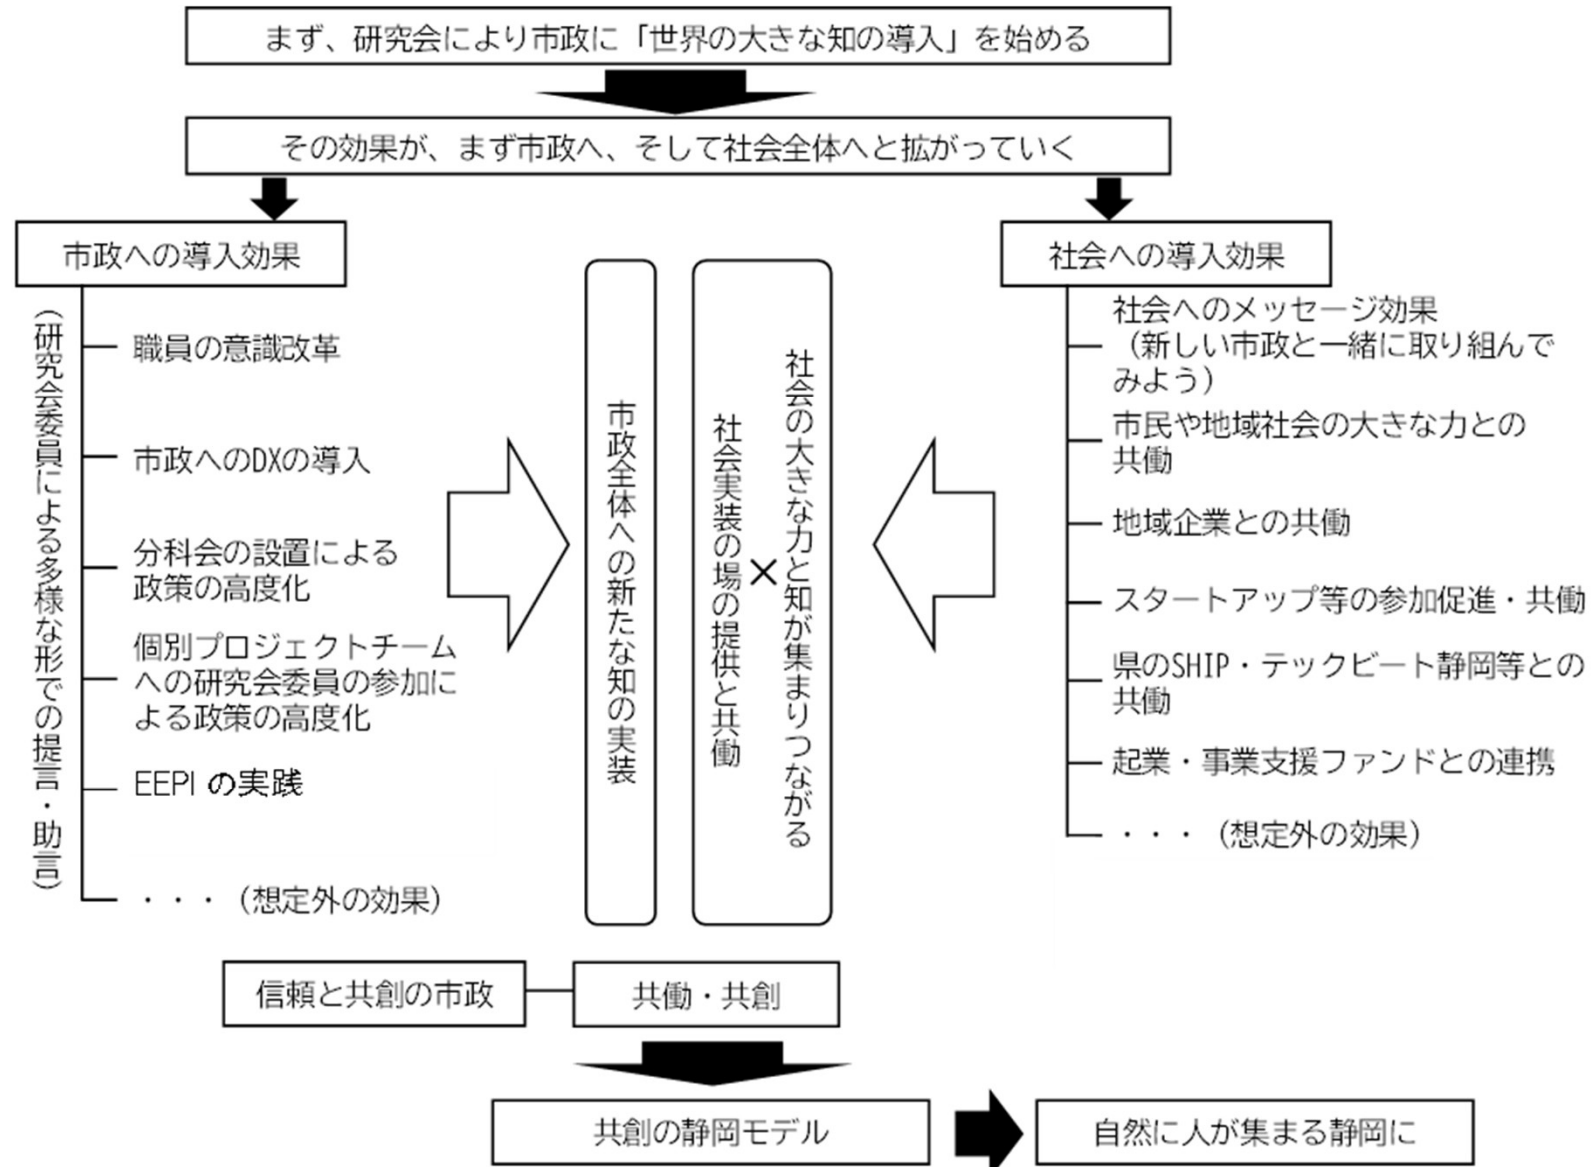 まず、研究会により市政に「世界の大きな知の導入」を始める
その効果が、まず市政へ、そして社会全体へと拡がっていく
市政への導入効果
(研究会委員による多様な形での提言・助言)
職員の意識改革
市政へのDXの導入
分科会の設置による
政策の高度化
個別プロジェクトチーム
への研究会委員の参加に
よる政策の高度化
EEPI の実践
・・・(想定外の効果)
市政全体への新たな知の実装
社会の大きな力と知が集まりつながる
×
社会実装の場の提供と共働
社会への導入効果
社会へのメッセージ効果
(新しい市政と一緒に取り組んで
みよう)
市民や地域社会の大きな力との
共働
地域企業との共働
スタートアップ等の参加促進・共働
県のSHIP・テックビート静岡等との
共働
起業・事業支援ファンドとの連携
・・・(想定外の効果)
信頼と共創の市政
共働・共創
共創の静岡モデル
自然に人が集まる静岡に